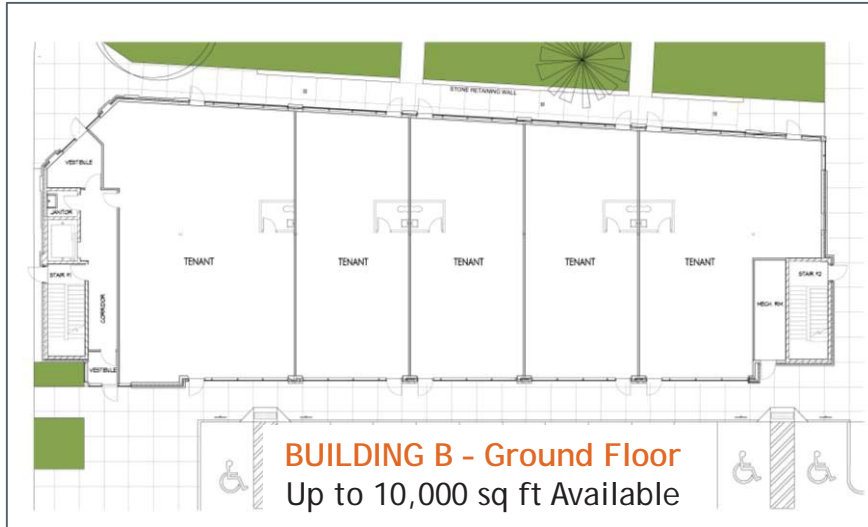 STONE RETAINING WALL
VESTIBULE
JANITOR
TENANT
TENANT
TENANT
TENANT
TENANT
STAIR #1
STAIR #2
CORRIDOR
MECH. RM
VESTIBULE
BUILDING B - Ground Floor
Up to 10,000 sq ft Available